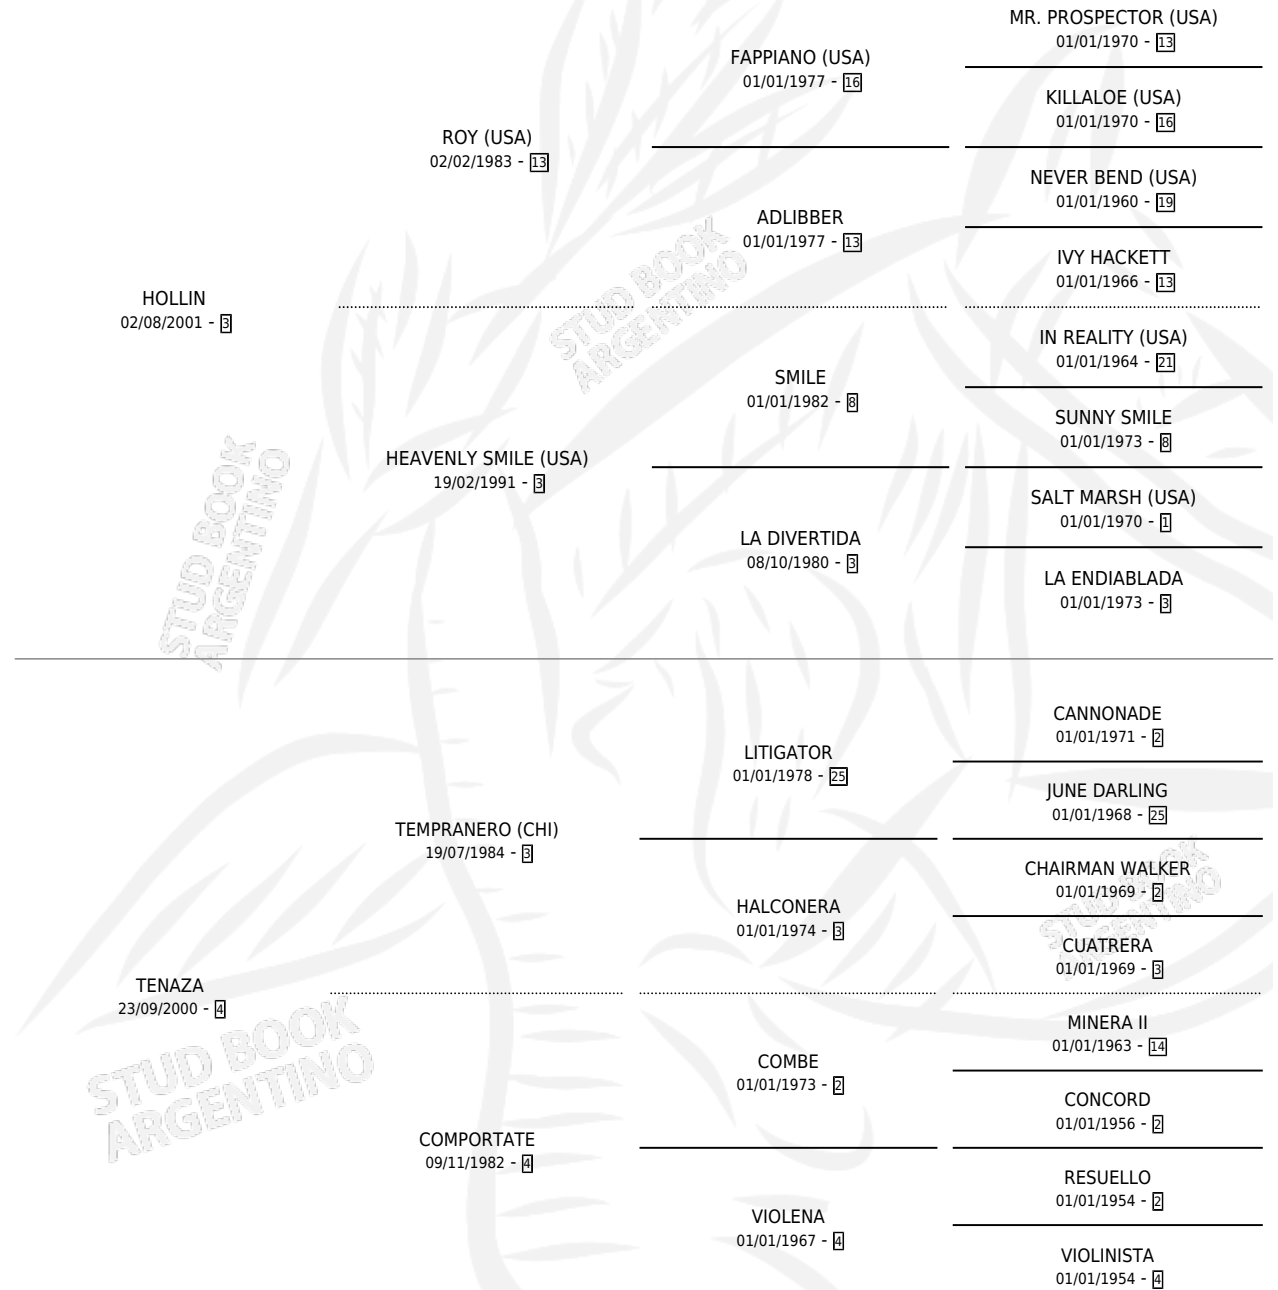 MR. PROSPECTOR (USA)
01/01/1970 - 13
FAPPIANO (USA)
01/01/1977 - 16
KILLALOE (USA)
01/01/1970 - 16
ROY (USA)
02/02/1983 - 13
NEVER BEND (USA)
01/01/1960 - 19
ADLIBBER
01/01/1977 - 13
IVY HACKETT
01/01/1966 - 13
HOLLIN
02/08/2001 - 3
IN REALITY (USA)
01/01/1964 - 21
SMILE
01/01/1982 - 8
SUNNY SMILE
01/01/1973 - 8
HEAVENLY SMILE (USA)
19/02/1991 - 3
SALT MARSH (USA)
01/01/1970 - 1
LA DIVERTIDA
08/10/1980 - 3
LA ENDIABLADA
01/01/1973 - 3
CANNONADE
01/01/1971 - 2
LITIGATOR
01/01/1978 - 25
JUNE DARLING
01/01/1968 - 25
TEMPRANERO (CHI)
19/07/1984 - 3
CHAIRMAN WALKER
01/01/1969 - 2
HALCONERA
01/01/1974 - 3
CUATRERA
01/01/1969 - 3
TENAZA
23/09/2000 - 4
MINERA II
01/01/1963 - 14
COMBE
01/01/1973 - 2
CONCORD
01/01/1956 - 2
COMPORTATE
09/11/1982 - 4
RESUELLO
01/01/1954 - 2
VIOLENA
01/01/1967 - 4
VIOLINISTA
01/01/1954 - 4
STUD BOOK
ARGENTINO
STUD BOOK
ARGENTINO
STUD BOOK
ARGENTINO
STUD BOOK
ARGENTINO